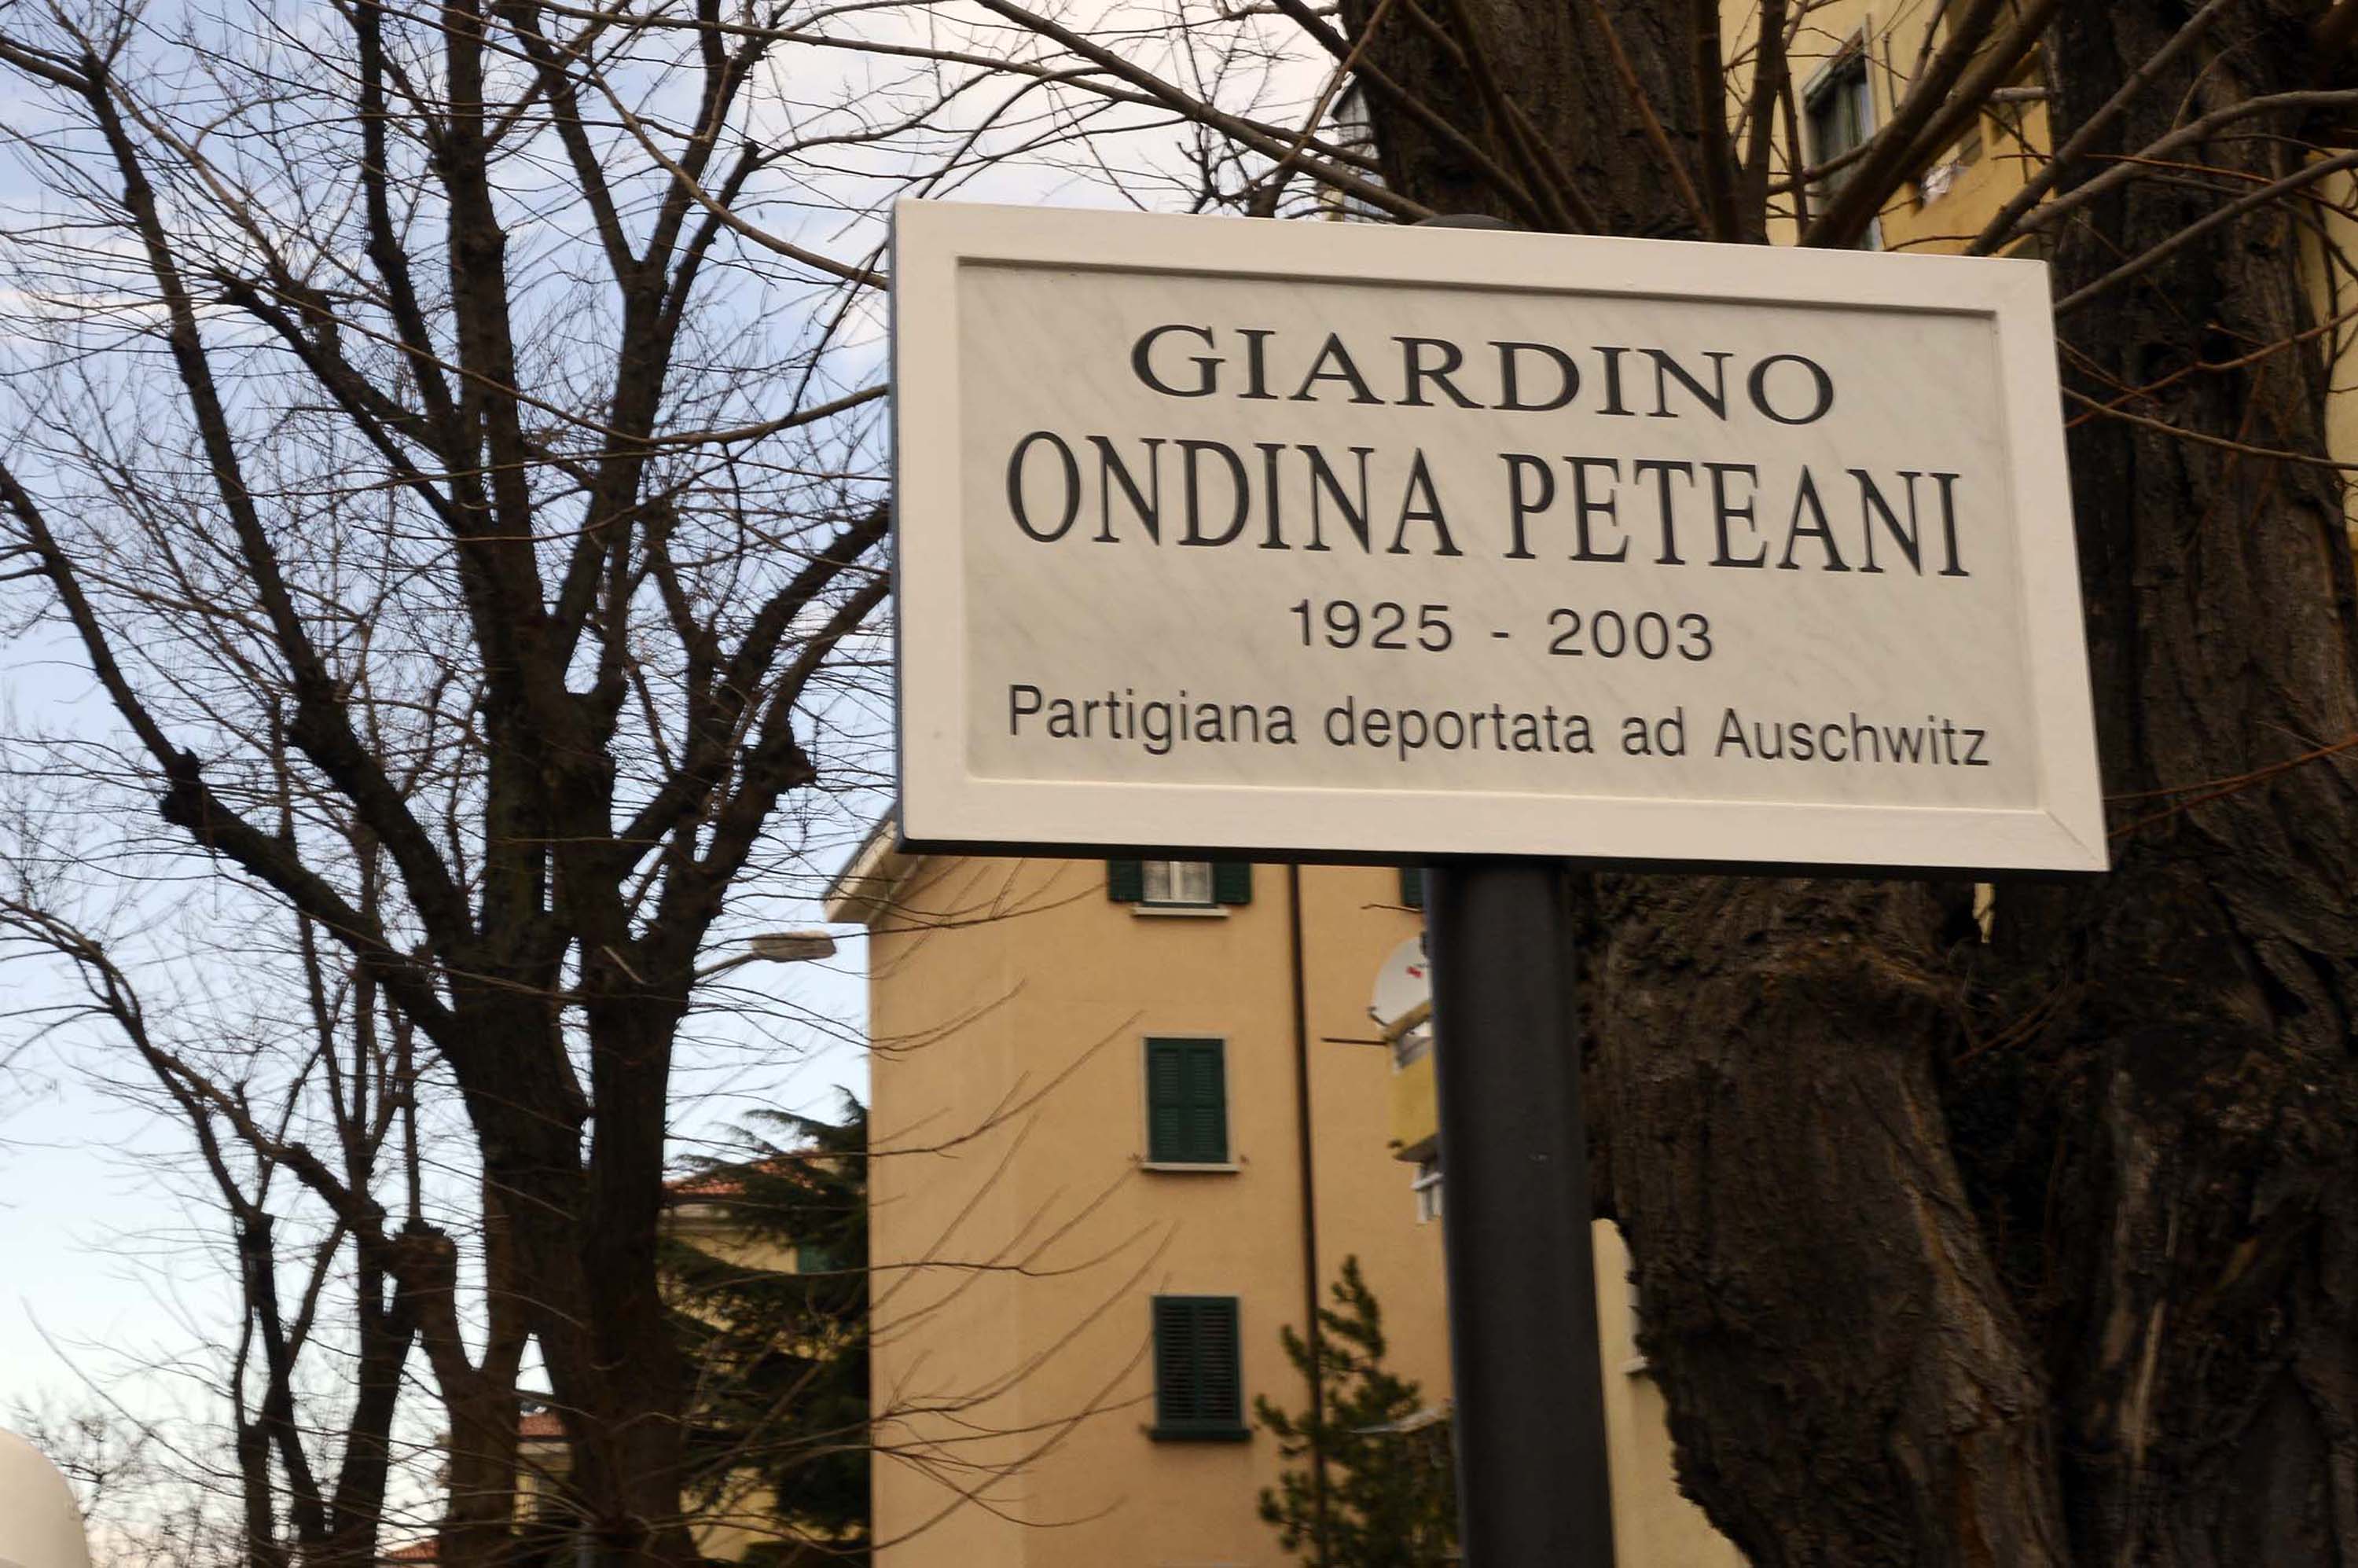 GIARDINO
ONDINA PETEANI
1925 - 2003
Partigiana deportata ad Auschwitz